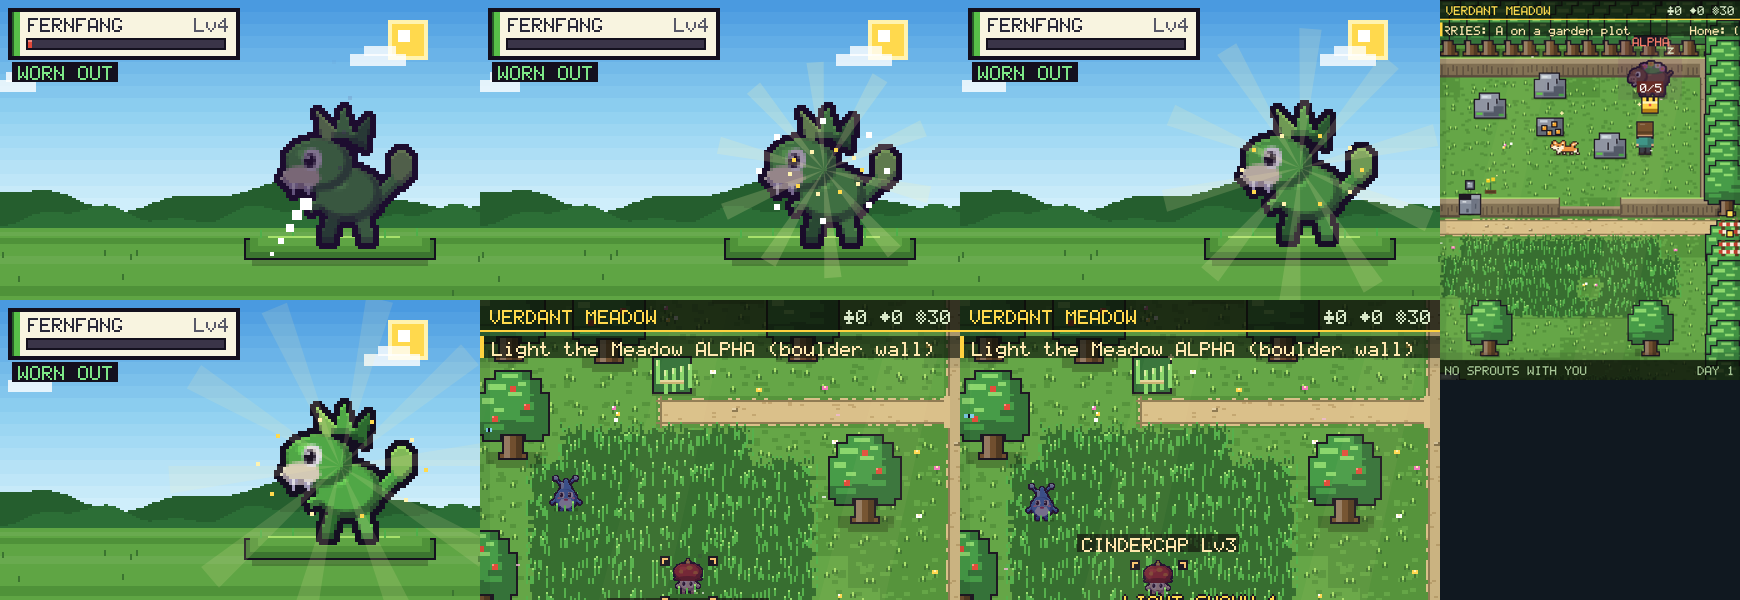 FERNFANG Lv4
WORN OUT
FERNFANG Lv4
WORN OUT
FERNFANG Lv4
WORN OUT
VERDANT MEADOW 0 0 30
RRIES: A on a garden plot Home: (
ALPHA
z
0/5
NO SPROUTS WITH YOU DAY 1
FERNFANG Lv4
WORN OUT
VERDANT MEADOW 0 0 30
Light the Meadow ALPHA (boulder wall)
VERDANT MEADOW 0 0 30
Light the Meadow ALPHA (boulder wall)
CINDERCAP Lv3